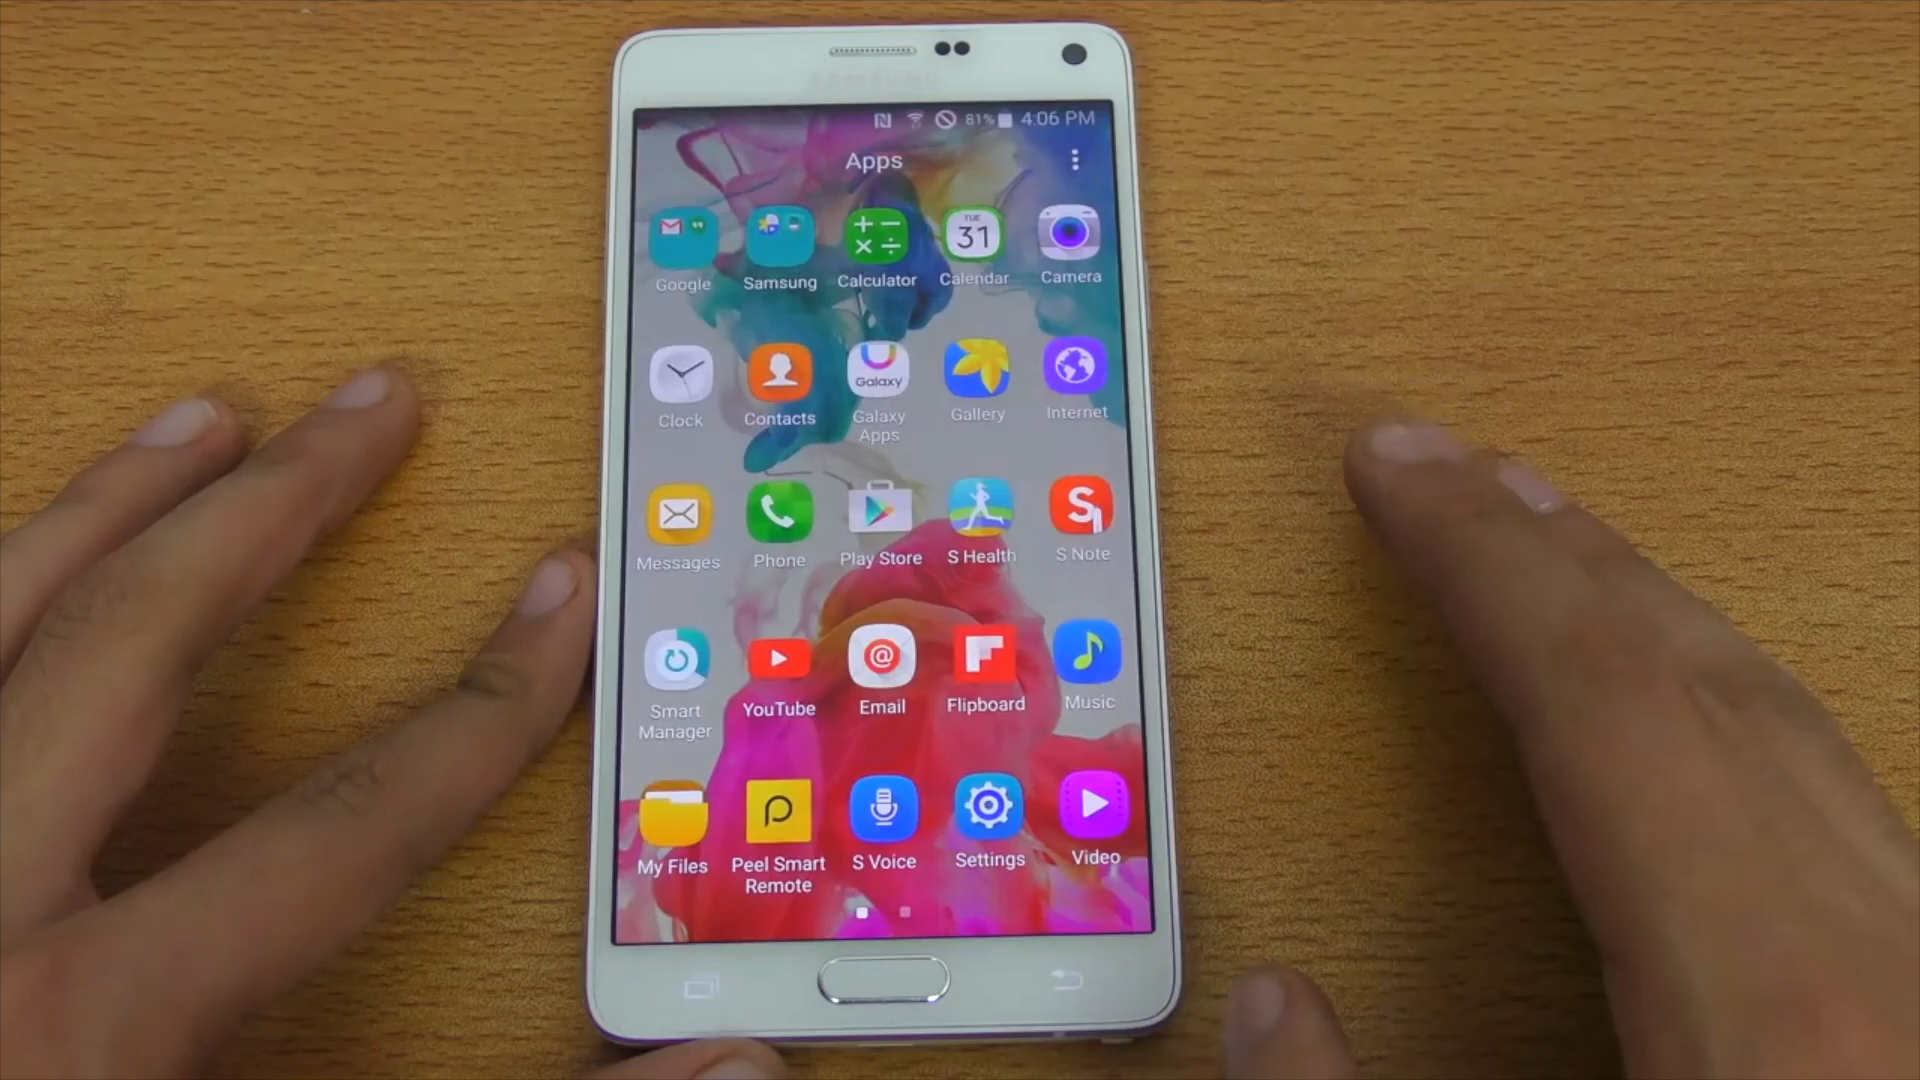 SAMSUNG
81% 4:06 PM
Apps
TUE
31
Google Samsung Calculator Calendar Camera
Galaxy
Clock Contacts Galaxy Apps Gallery Internet
S
Messages Phone Play Store S Health S Note
@
Smart Manager YouTube Email Flipboard Music
My Files Peel Smart Remote S Voice Settings Video